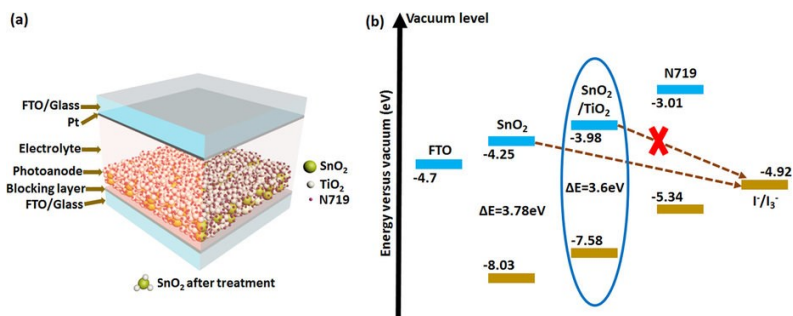 (a)
FTO/Glass
Pt
Electrolyte
Photoanode
Blocking layer
FTO/Glass
SnO₂
TiO₂
N719
SnO₂ after treatment
(b)
Vacuum level
Energy versus vacuum (eV)
FTO
-4.7
SnO₂
-4.25
ΔE=3.78eV
-8.03
SnO₂
/TiO₂
-3.98
ΔE=3.6eV
-7.58
N719
-3.01
-5.34
-4.92
I⁻/I₃⁻